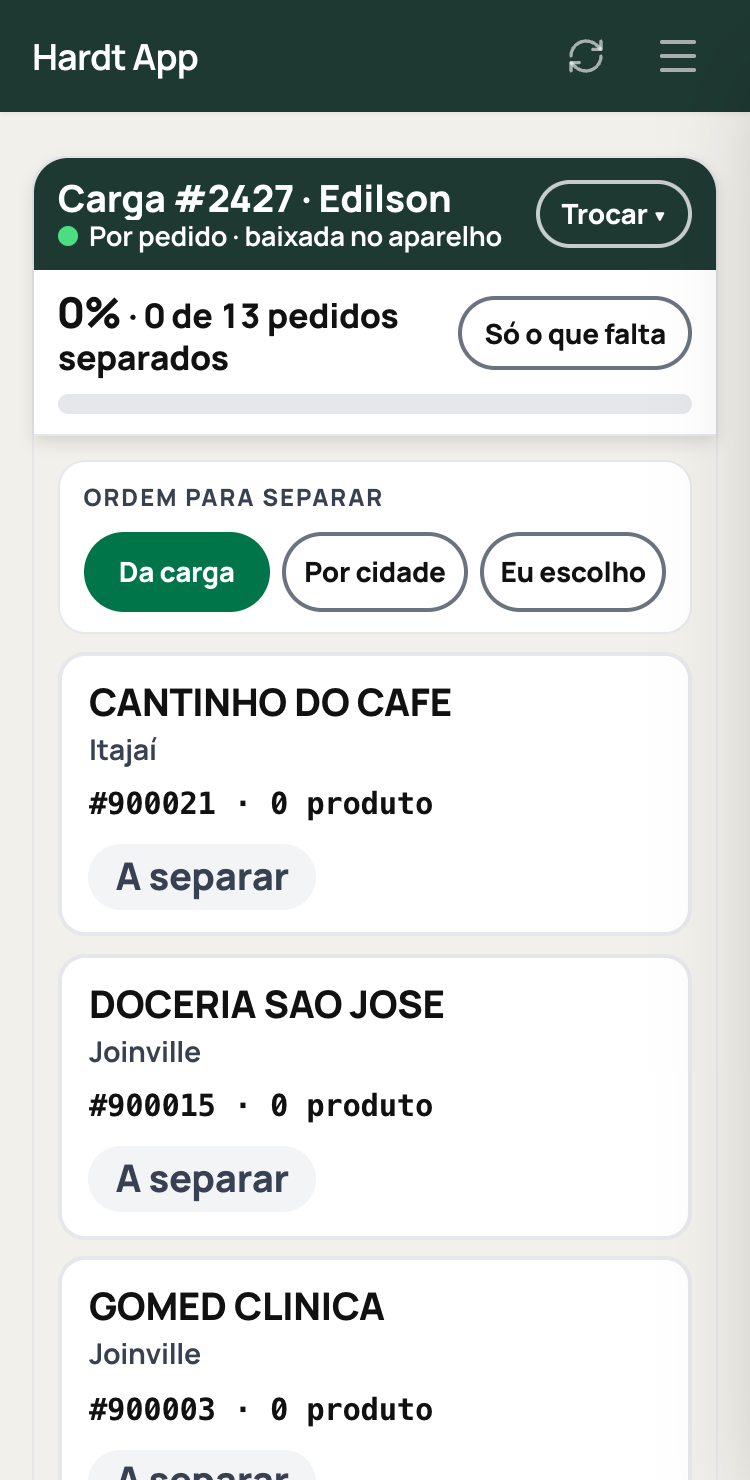 Hardt App
Carga #2427 · Edilson
Por pedido · baixada no aparelho
Trocar ▾
0% · 0 de 13 pedidos
separados
Só o que falta
ORDEM PARA SEPARAR
Da carga
Por cidade
Eu escolho
CANTINHO DO CAFE
Itajaí
#900021 · 0 produto
A separar
DOCERIA SAO JOSE
Joinville
#900015 · 0 produto
A separar
GOMED CLINICA
Joinville
#900003 · 0 produto
A separar